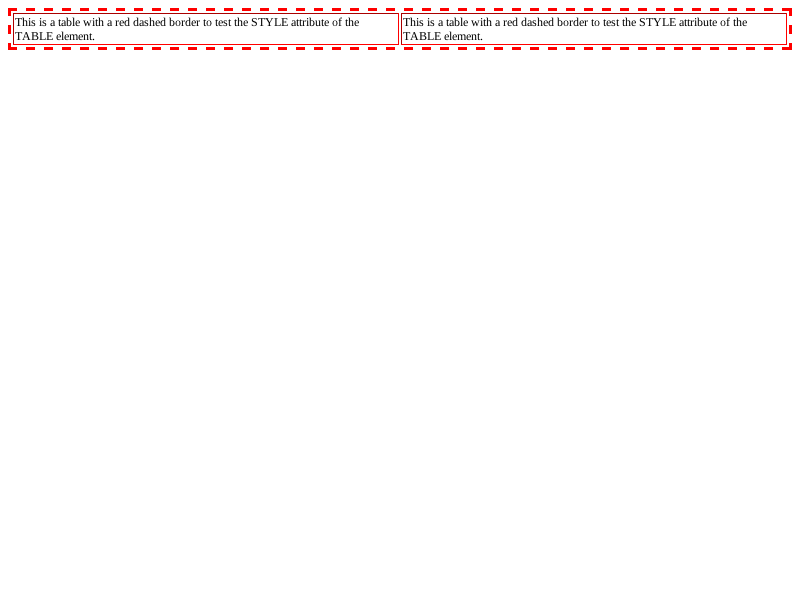 This is a table with a red dashed border to test the STYLE attribute of the
TABLE element.
This is a table with a red dashed border to test the STYLE attribute of the
TABLE element.